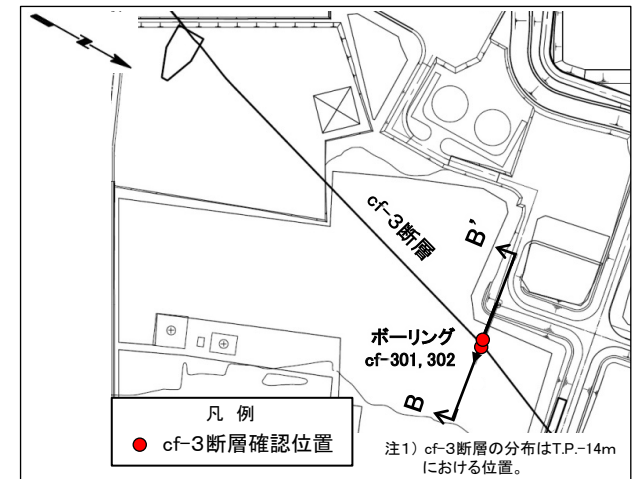 N
cf-3断層
B'
ボーリング
cf-301, 302
B
凡 例
cf-3断層確認位置
注1) cf-3断層の分布はT.P.-14m
における位置。